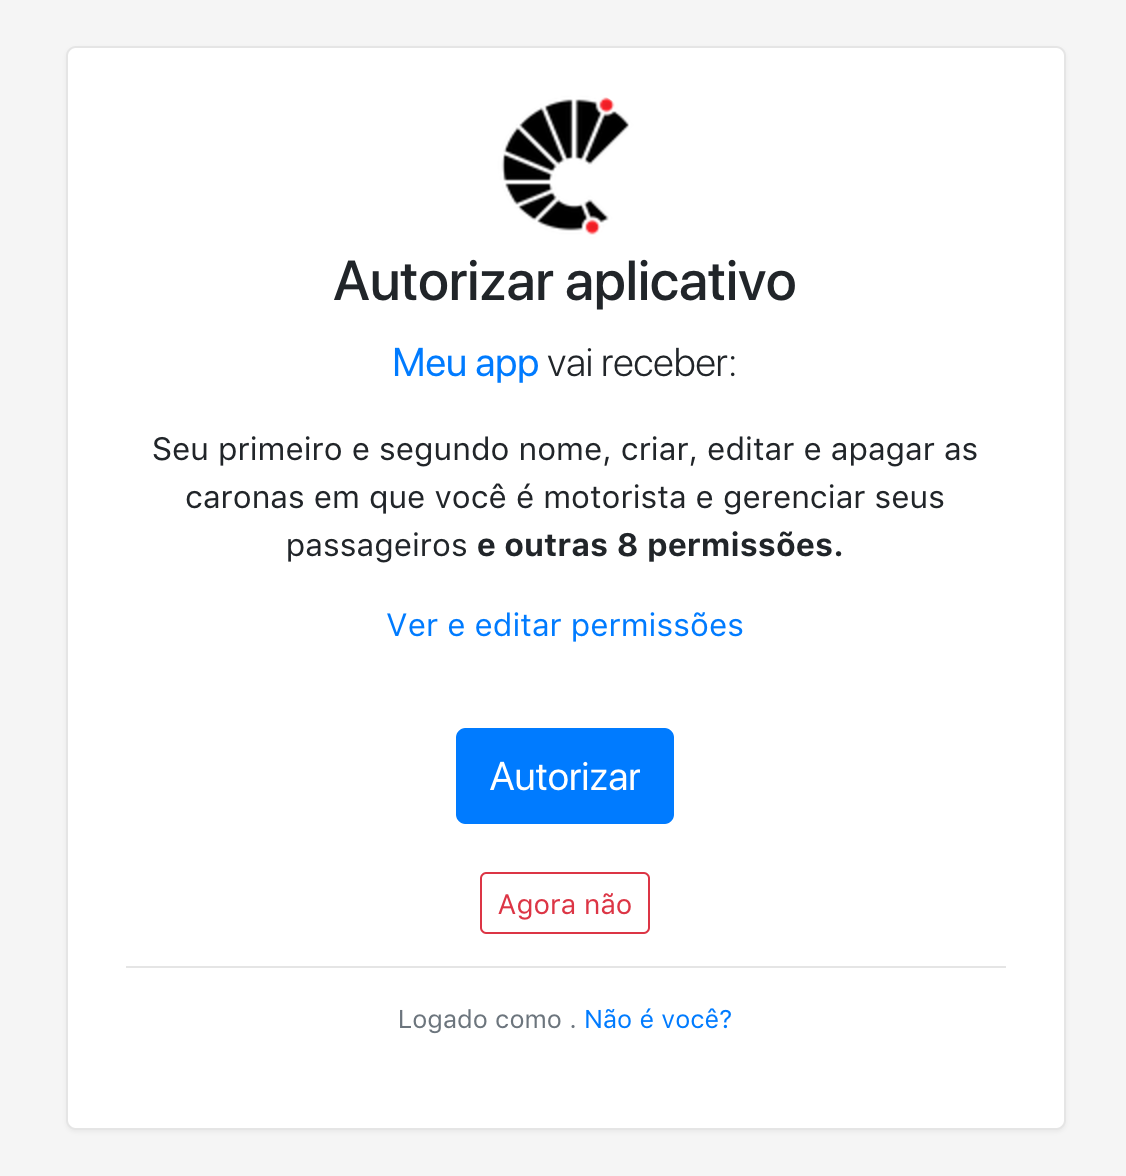 Autorizar aplicativo
Meu app vai receber:
Seu primeiro e segundo nome, criar, editar e apagar as
caronas em que você é motorista e gerenciar seus
passageiros e outras 8 permissões.
Ver e editar permissões
Autorizar
Agora não
Logado como . Não é você?